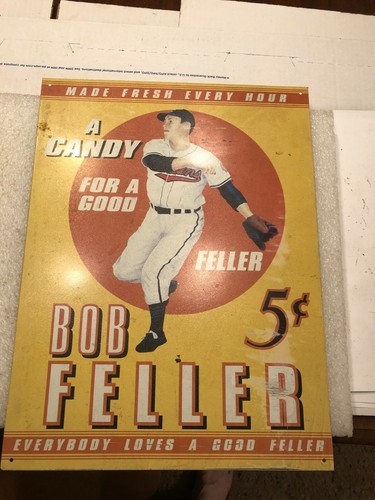 MADE FRESH EVERY HOUR
A
CANDY
FOR A
GOOD
FELLER
5¢
BOB
FELLER
EVERYBODY LOVES A GOOD FELLER